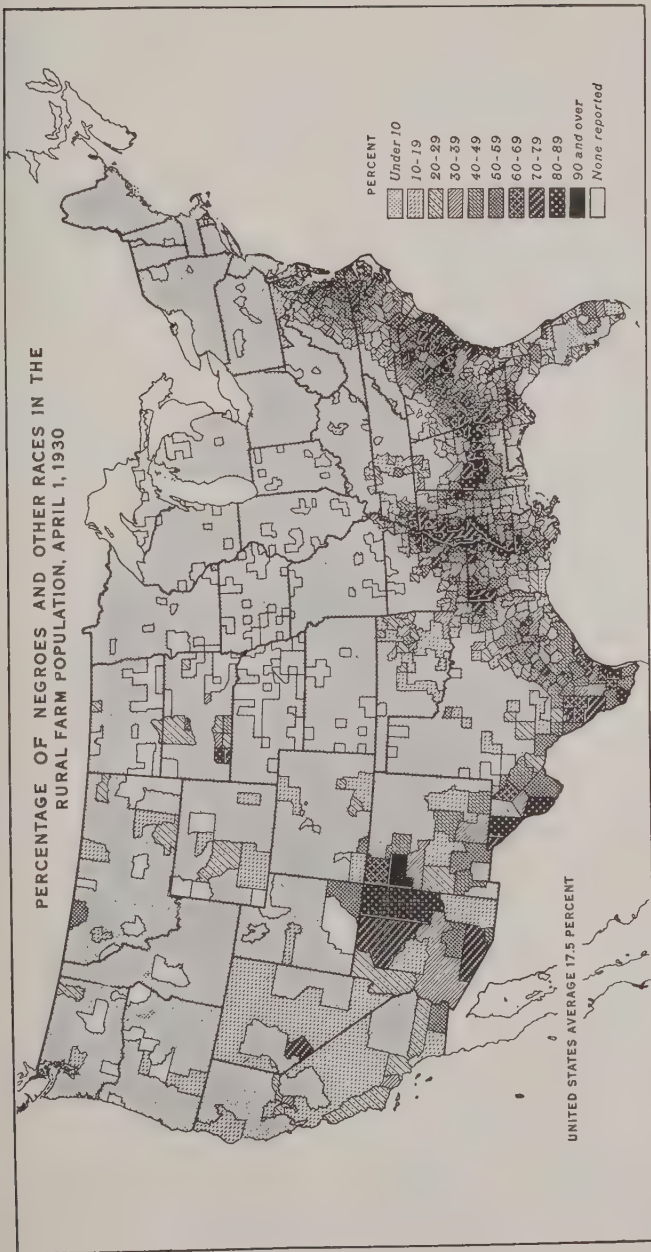 PERCENTAGE OF NEGROES AND OTHER RACES IN THE
RURAL FARM POPULATION, APRIL 1, 1930
PERCENT
Under 10
10-19
20-29
30-39
40-49
50-59
60-69
70-79
80-89
90 and over
None reported
UNITED STATES AVERAGE 17.5 PERCENT